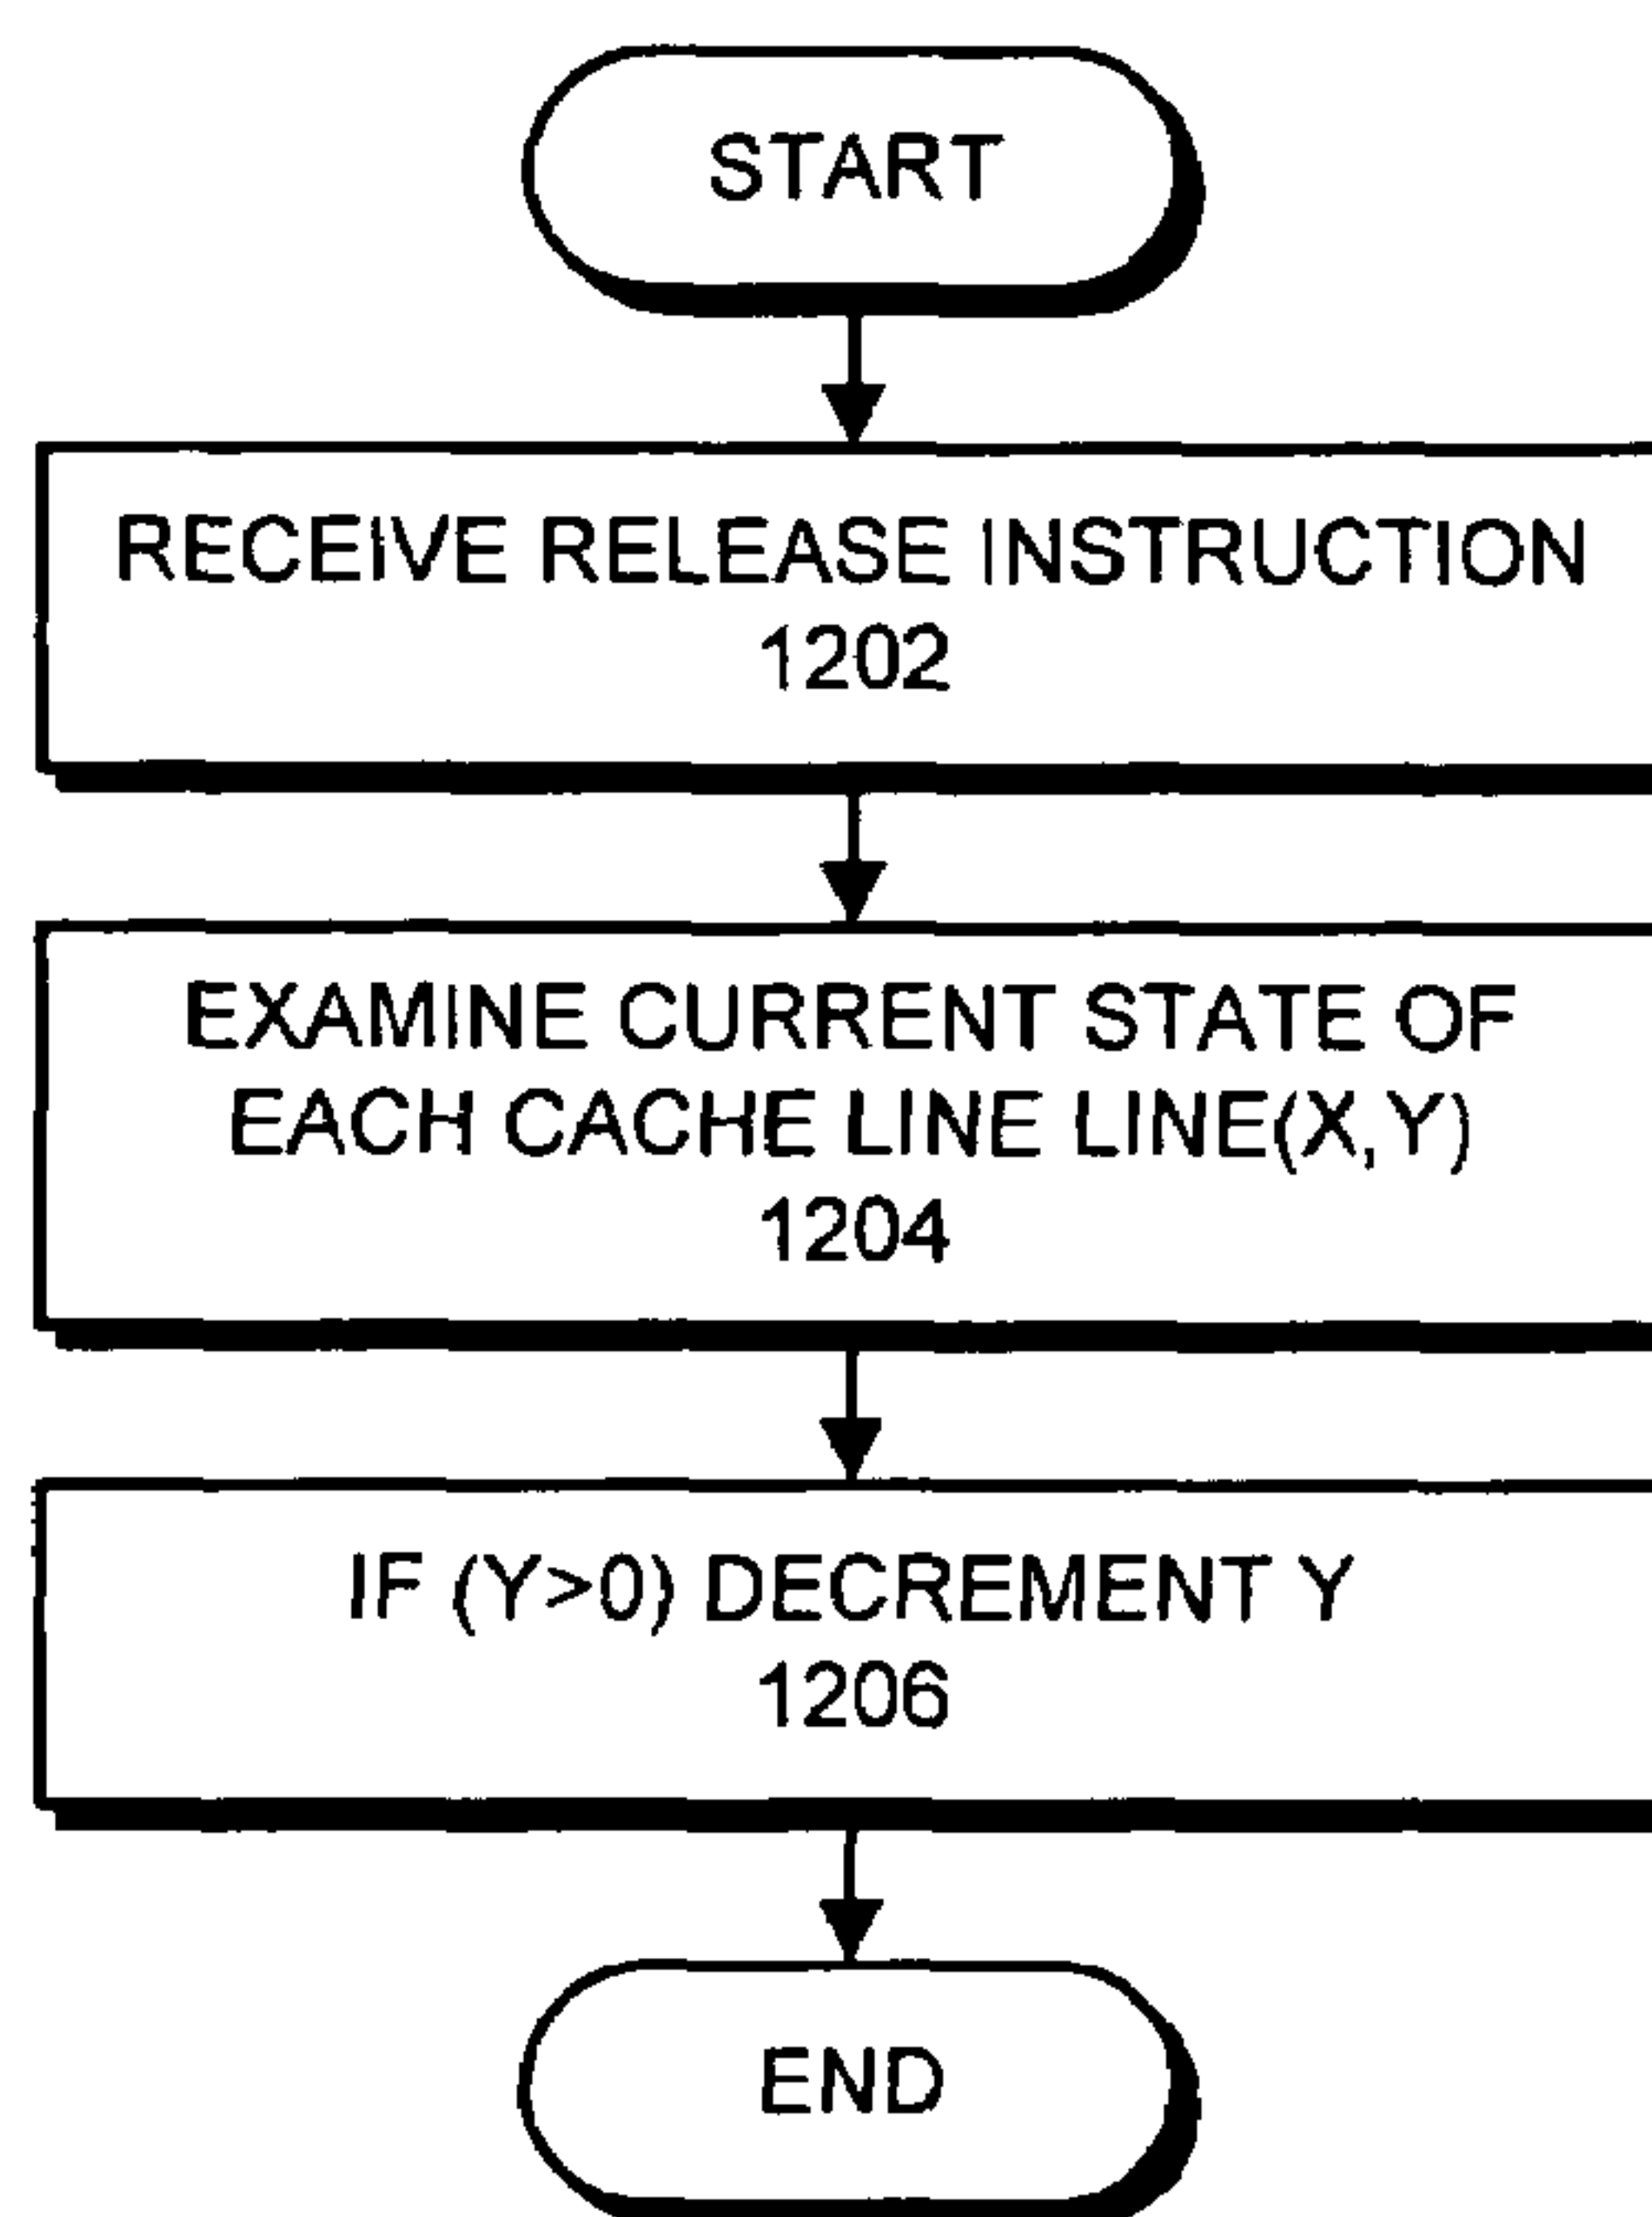 START
RECEIVE RELEASE INSTRUCTION
1202
EXAMINE CURRENT STATE OF
EACH CACHE LINE LINE(X,Y)
1204
IF (Y>0) DECREMENT Y
1206
END